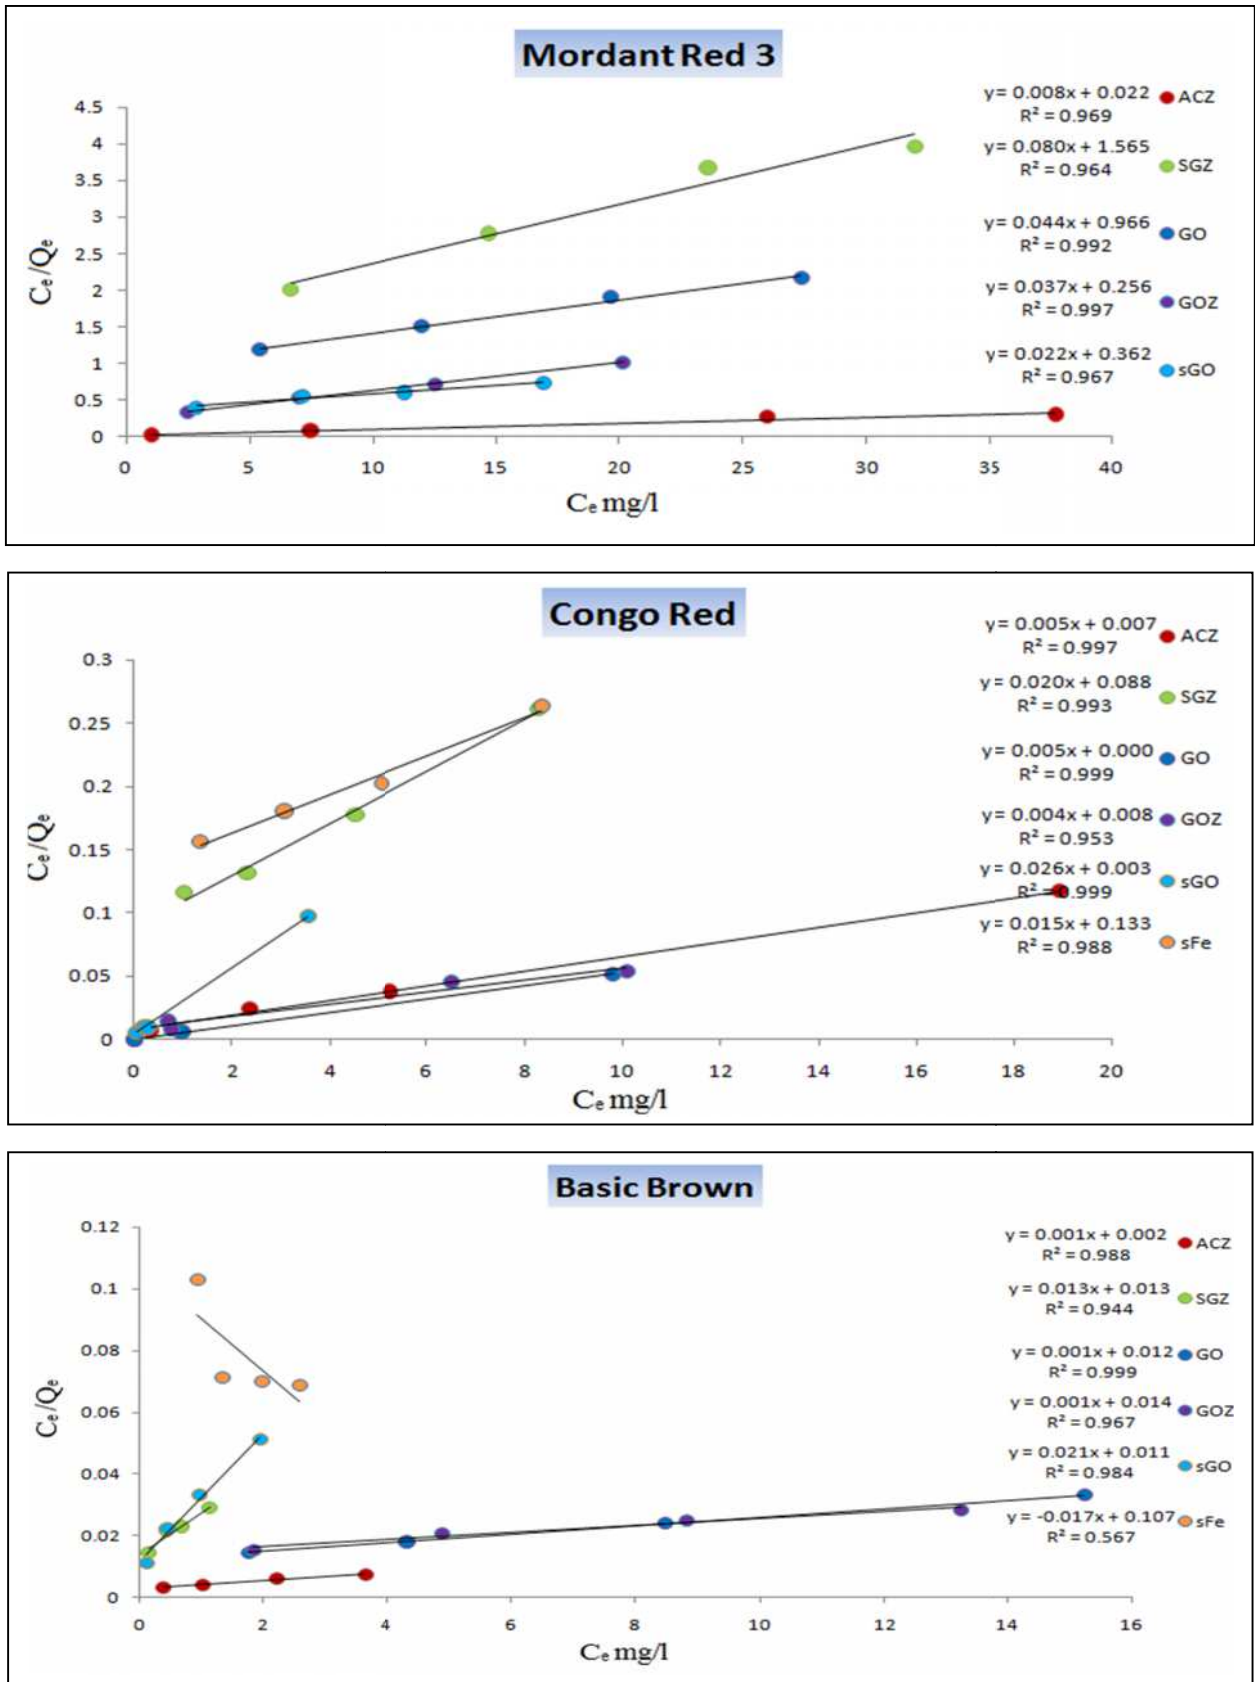 Mordant Red 3
y = 0.008x + 0.022
R² = 0.969
ACZ
y = 0.080x + 1.565
R² = 0.964
SGZ
y = 0.044x + 0.966
R² = 0.992
GO
y = 0.037x + 0.256
R² = 0.997
GOZ
y = 0.022x + 0.362
R² = 0.967
sGO
4.5
4
3.5
3
2.5
2
1.5
1
0.5
0
Cₑ/Qₑ
0 5 10 15 20 25 30 35 40
Cₑ mg/l
Congo Red
y = 0.005x + 0.007
R² = 0.997
ACZ
y = 0.020x + 0.088
R² = 0.993
SGZ
y = 0.005x + 0.000
R² = 0.999
GO
y = 0.004x + 0.008
R² = 0.953
GOZ
y = 0.026x + 0.003
R² = 0.999
sGO
y = 0.015x + 0.133
R² = 0.988
sFe
0.3
0.25
0.2
0.15
0.1
0.05
0
Cₑ/Qₑ
0 2 4 6 8 10 12 14 16 18 20
Cₑ mg/l
Basic Brown
y = 0.001x + 0.002
R² = 0.988
ACZ
y = 0.013x + 0.013
R² = 0.944
SGZ
y = 0.001x + 0.012
R² = 0.999
GO
y = 0.001x + 0.014
R² = 0.967
GOZ
y = 0.021x + 0.011
R² = 0.984
sGO
y = -0.017x + 0.107
R² = 0.567
sFe
0.12
0.1
0.08
0.06
0.04
0.02
0
Cₑ/Qₑ
0 2 4 6 8 10 12 14 16
Cₑ mg/l